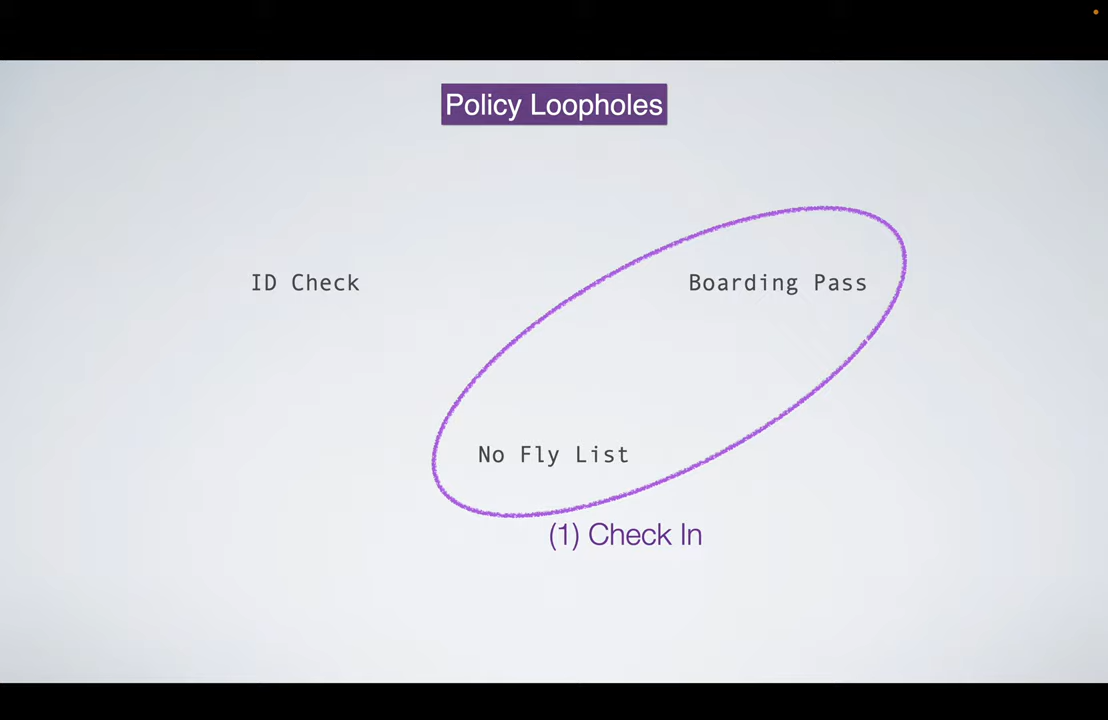 Policy Loopholes
ID Check
Boarding Pass
No Fly List
(1) Check In